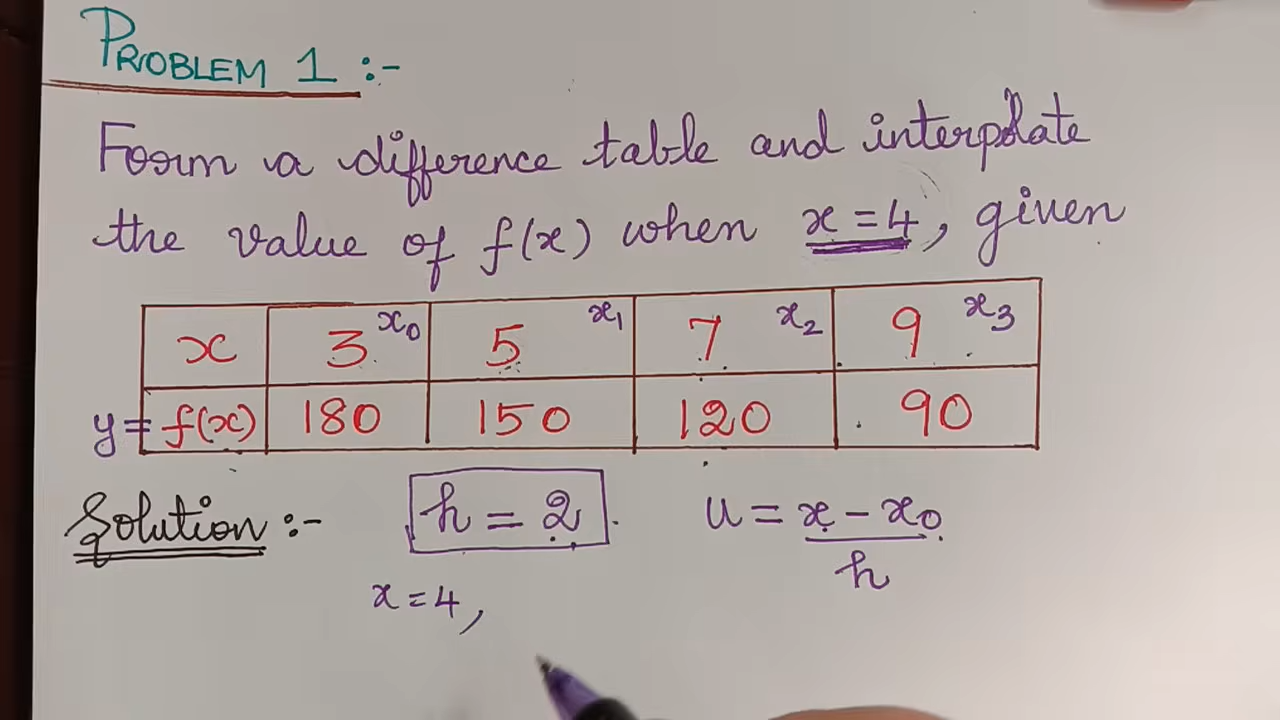 PROBLEM 1 :-
Form a difference table and interpolate
the value of f(x) when x = 4, given
x 3 x₀ 5 x₁ 7 x₂ 9 x₃
y = f(x) 180 150 120 90
Solution :- h = 2 . u = x - x₀ / h
x = 4,